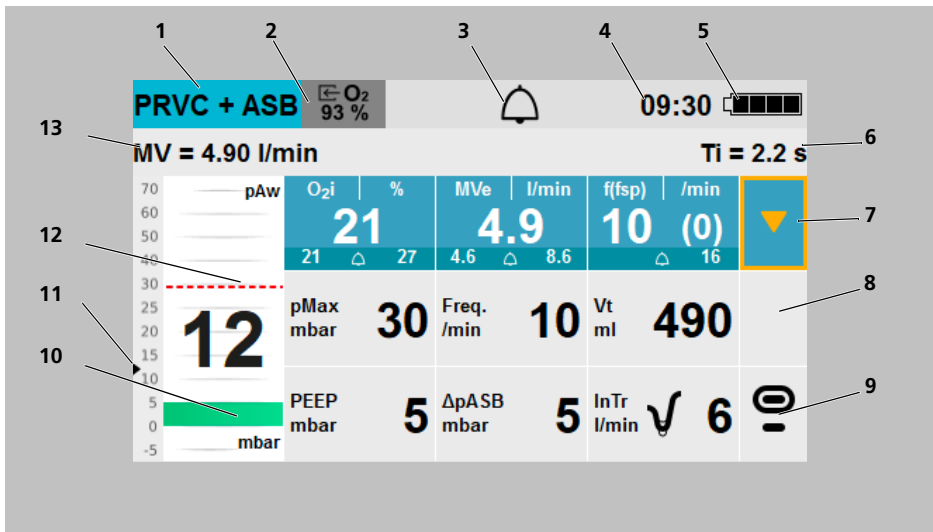 1 2 3 4 5
PRVC + ASB O₂ 93 % 09:30
13 6
MV = 4.90 l/min Ti = 2.2 s
70 pAw O₂i % MVe l/min f(fsp) /min
60
21 4.9 10 (0) 7
50
12
40 21 27 4.6 8.6 16
30
11 8
25 pMax mbar 30 Freq. /min 10 Vt ml 490
20 12
15
10
10
5 PEEP mbar 5 ΔpASB mbar 5 InTr l/min 6 9
0
-5 mbar